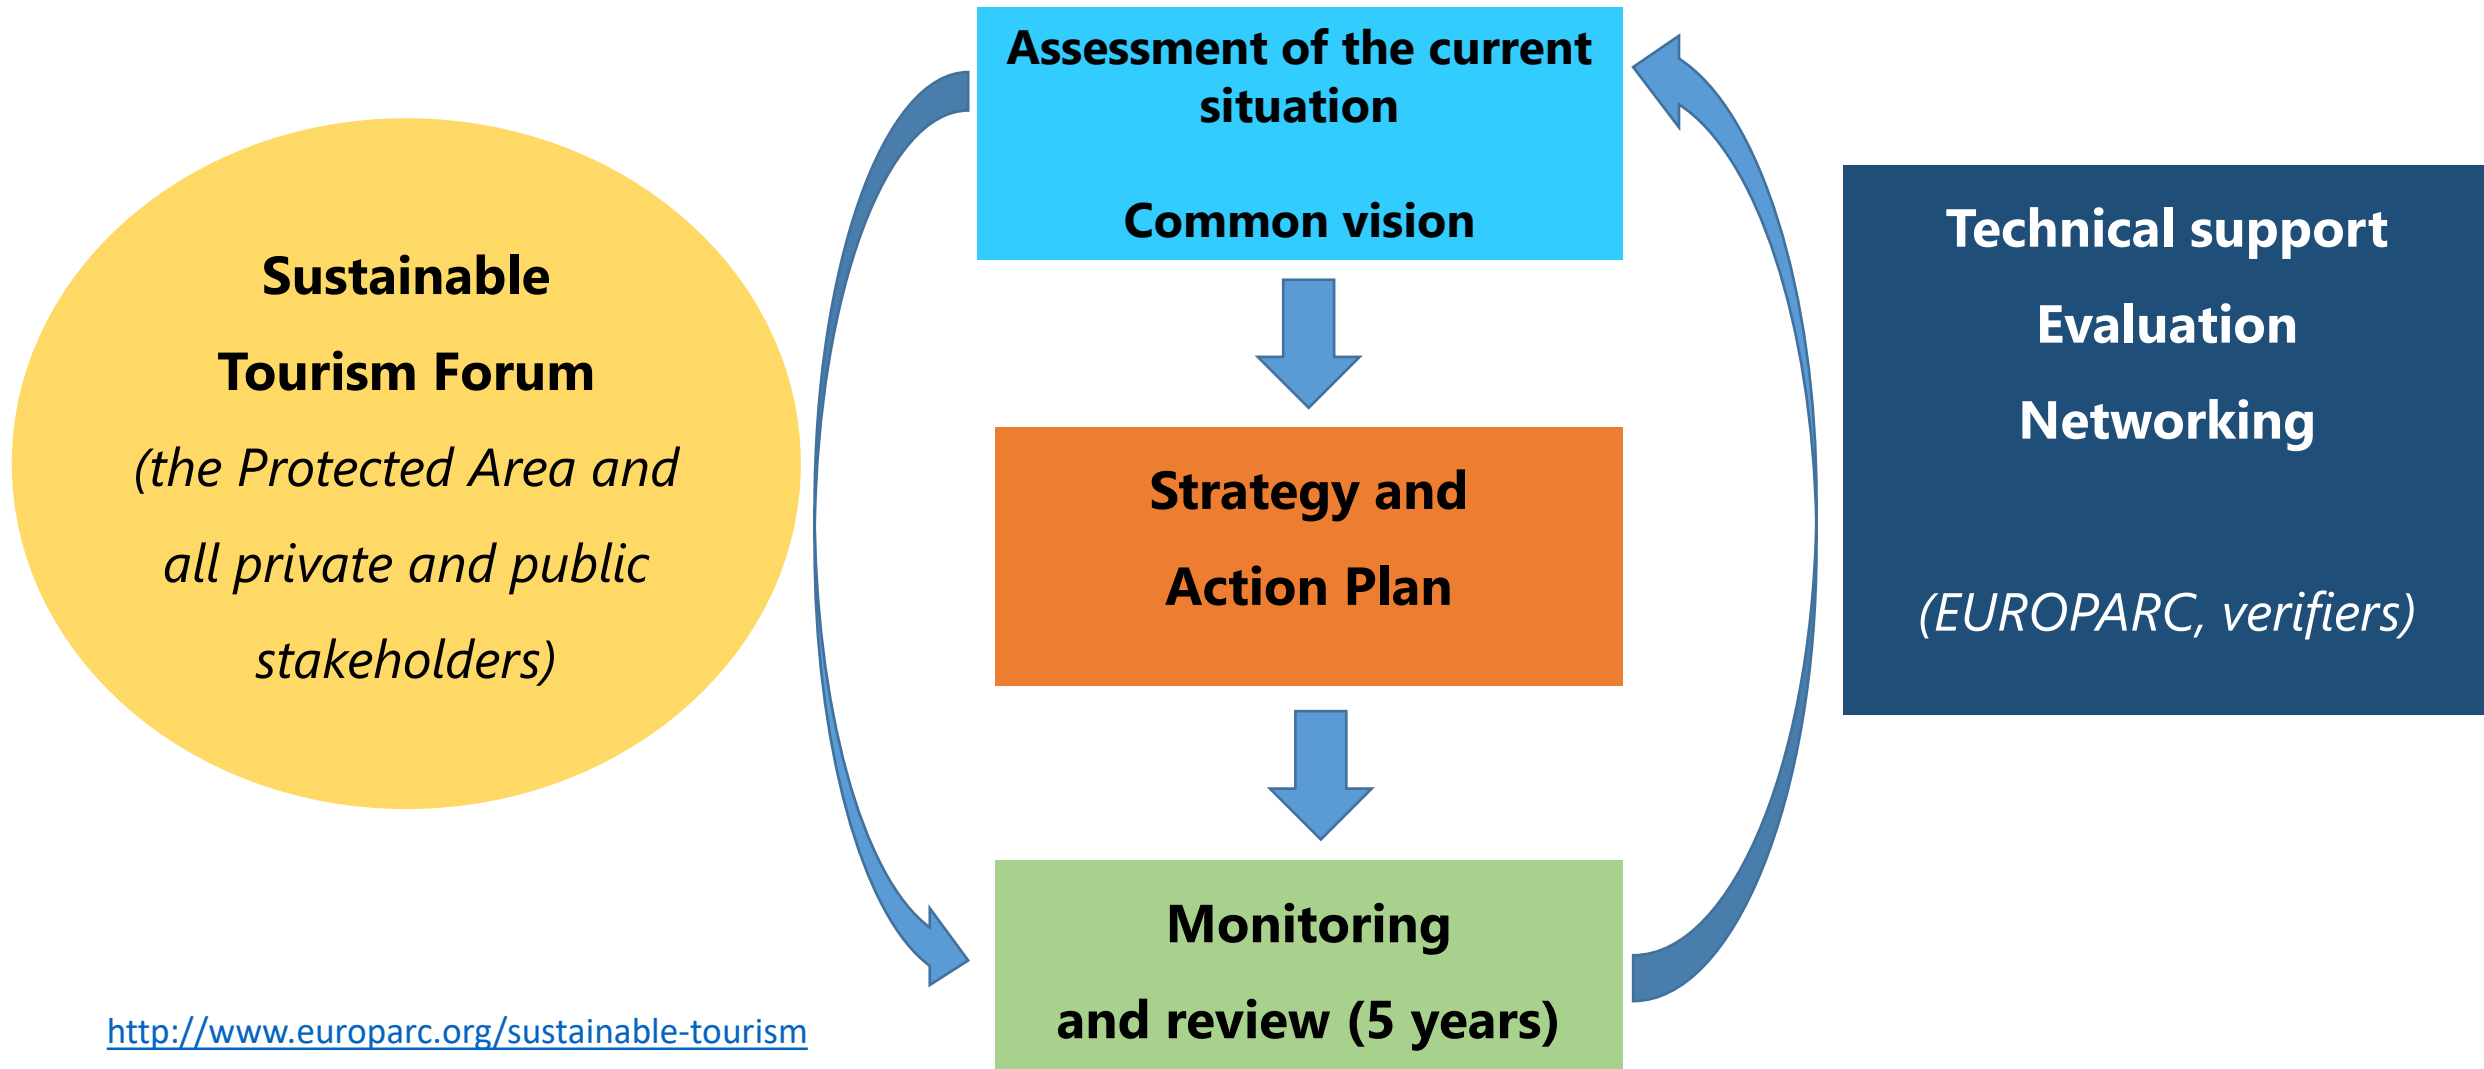 Assessment of the current
situation
Common vision
Sustainable
Tourism Forum
(the Protected Area and
all private and public
stakeholders)
Strategy and
Action Plan
Technical support
Evaluation
Networking
(EUROPARC, verifiers)
Monitoring
and review (5 years)
http://www.europarc.org/sustainable-tourism